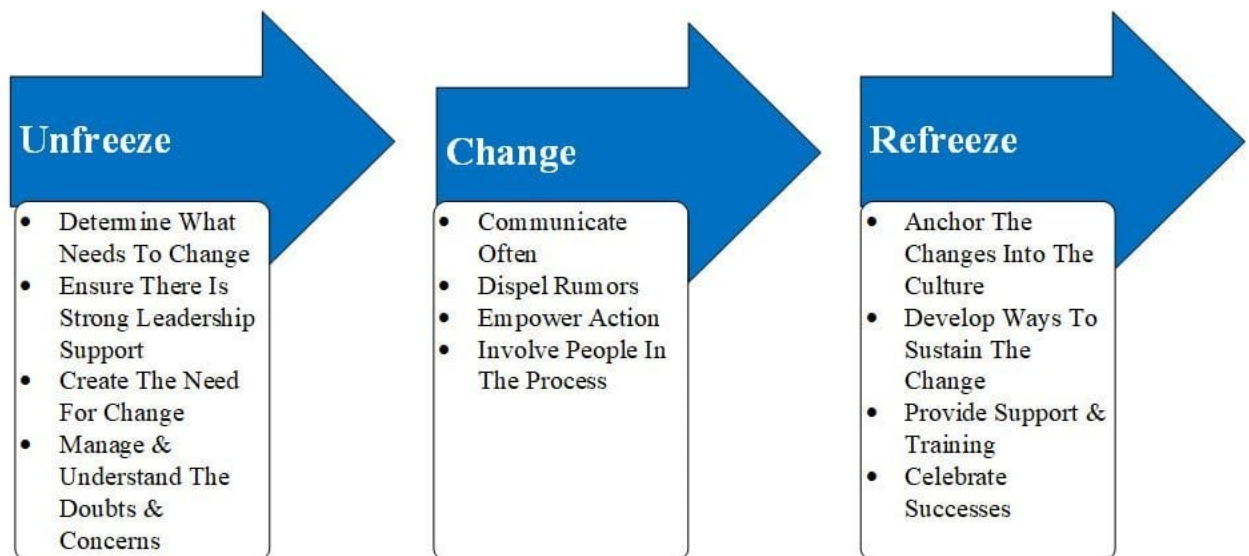 Unfreeze
• Determine What
Needs To Change
• Ensure There Is
Strong Leadership
Support
• Create The Need
For Change
• Manage &
Understand The
Doubts &
Concerns
Change
• Communicate
Often
• Dispel Rumors
• Empower Action
• Involve People In
The Process
Refreeze
• Anchor The
Changes Into The
Culture
• Develop Ways To
Sustain The
Change
• Provide Support &
Training
• Celebrate
Successes